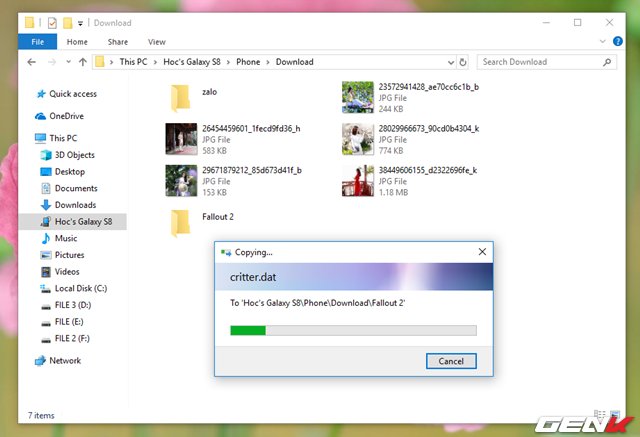 Download
File
Home
Share
View
This PC
Hoc's Galaxy S8
Phone
Download
Search Download
Quick access
OneDrive
This PC
3D Objects
Desktop
Documents
Downloads
Hoc's Galaxy S8
Music
Pictures
Videos
Local Disk (C:)
FILE 3 (D:)
FILE (E:)
FILE 2 (F:)
Network
zalo
23572941428_ae70cc6c1b_b
JPG File
244 KB
26454459601_1fecd9fd36_h
JPG File
583 KB
28029966673_90cd0b4304_k
JPG File
774 KB
29671879212_85d673d41f_b
JPG File
153 KB
38449606155_d2322696fe_k
JPG File
1.18 MB
Fallout 2
Copying...
critter.dat
To 'Hoc's Galaxy S8\Phone\Download\Fallout 2'
Cancel
7 items
GENK